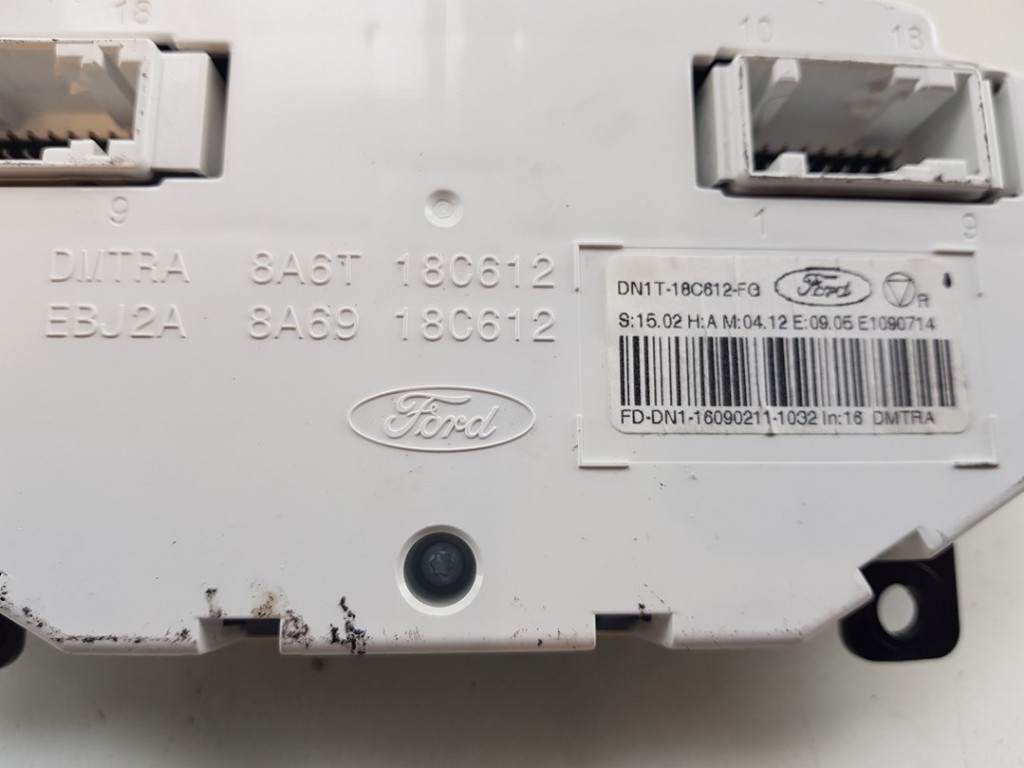 18
10 18
9
1 9
DMTRA 8A6T 18C612
EBJ2A 8A69 18C612
Ford
DN1T-18C612-FG Ford R
S:15.02 H:A M:04.12 E:09.05 E1090714
FD-DN1-16090211-1032 In:16 DMTRA